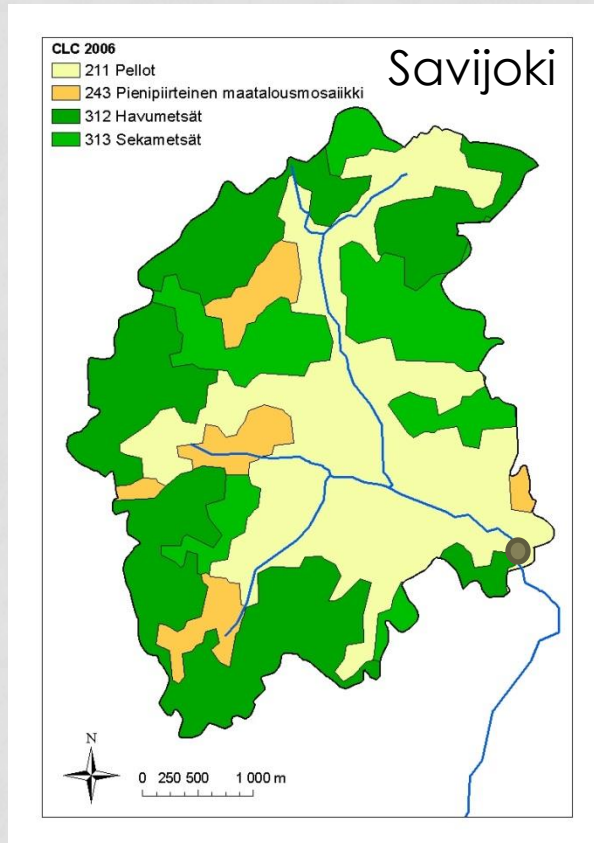 CLC 2006
Savijoki
211 Pellot
243 Pienipiirteinen maatalousmosaiikki
312 Havumetsät
313 Sekametsät
N
0 250 500 1 000 m